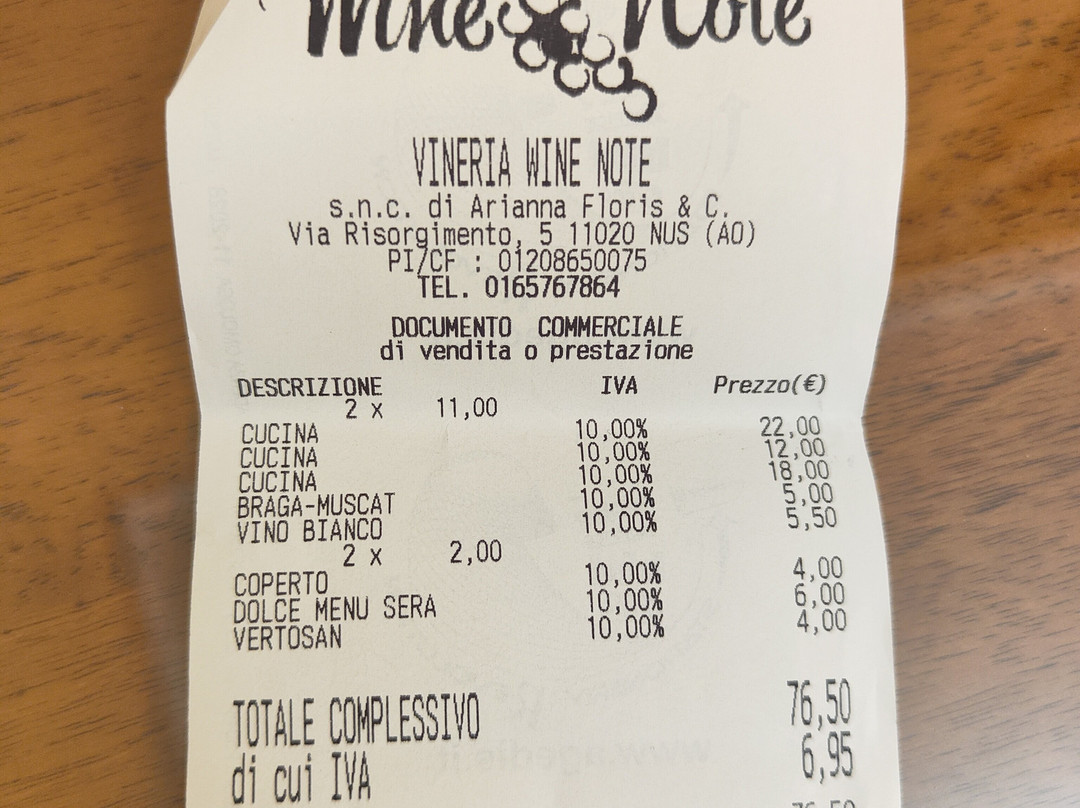 Wine Note
VINERIA WINE NOTE
s.n.c. di Arianna Floris & C.
Via Risorgimento, 5 11020 NUS (AO)
PI/CF : 01208650075
TEL. 0165767864
DOCUMENTO COMMERCIALE
di vendita o prestazione
DESCRIZIONE IVA Prezzo(€)
2 x 11,00
CUCINA 10,00% 22,00
CUCINA 10,00% 12,00
CUCINA 10,00% 18,00
BRAGA-MUSCAT 10,00% 5,00
VINO BIANCO 10,00% 5,50
2 x 2,00
COPERTO 10,00% 4,00
DOLCE MENU SERA 10,00% 6,00
VERTOSAN 10,00% 4,00
TOTALE COMPLESSIVO 76,50
di cui IVA 6,95